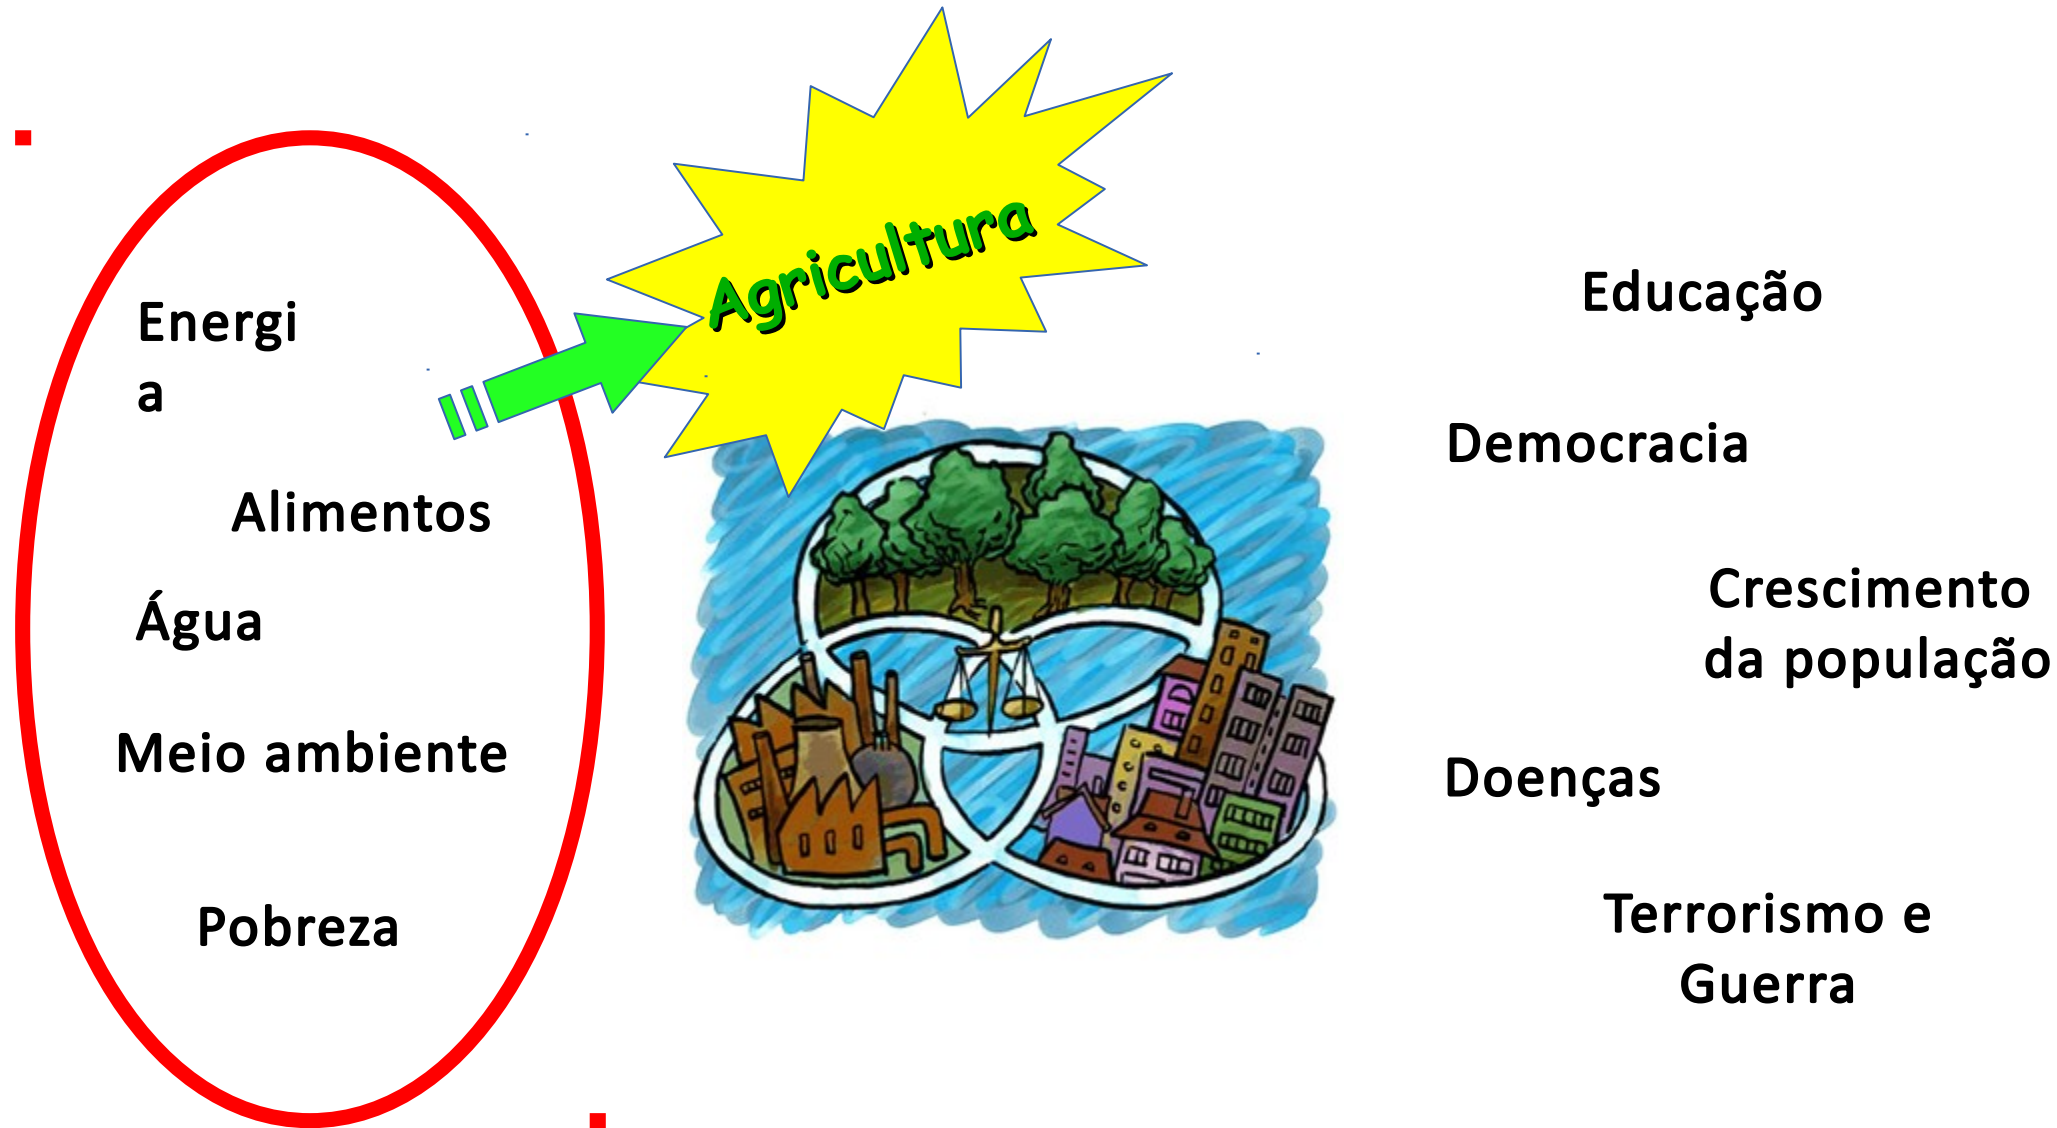 Agricultura
Energi
a
Alimentos
Água
Meio ambiente
Pobreza
Educação
Democracia
Crescimento
da população
Doenças
Terrorismo e
Guerra